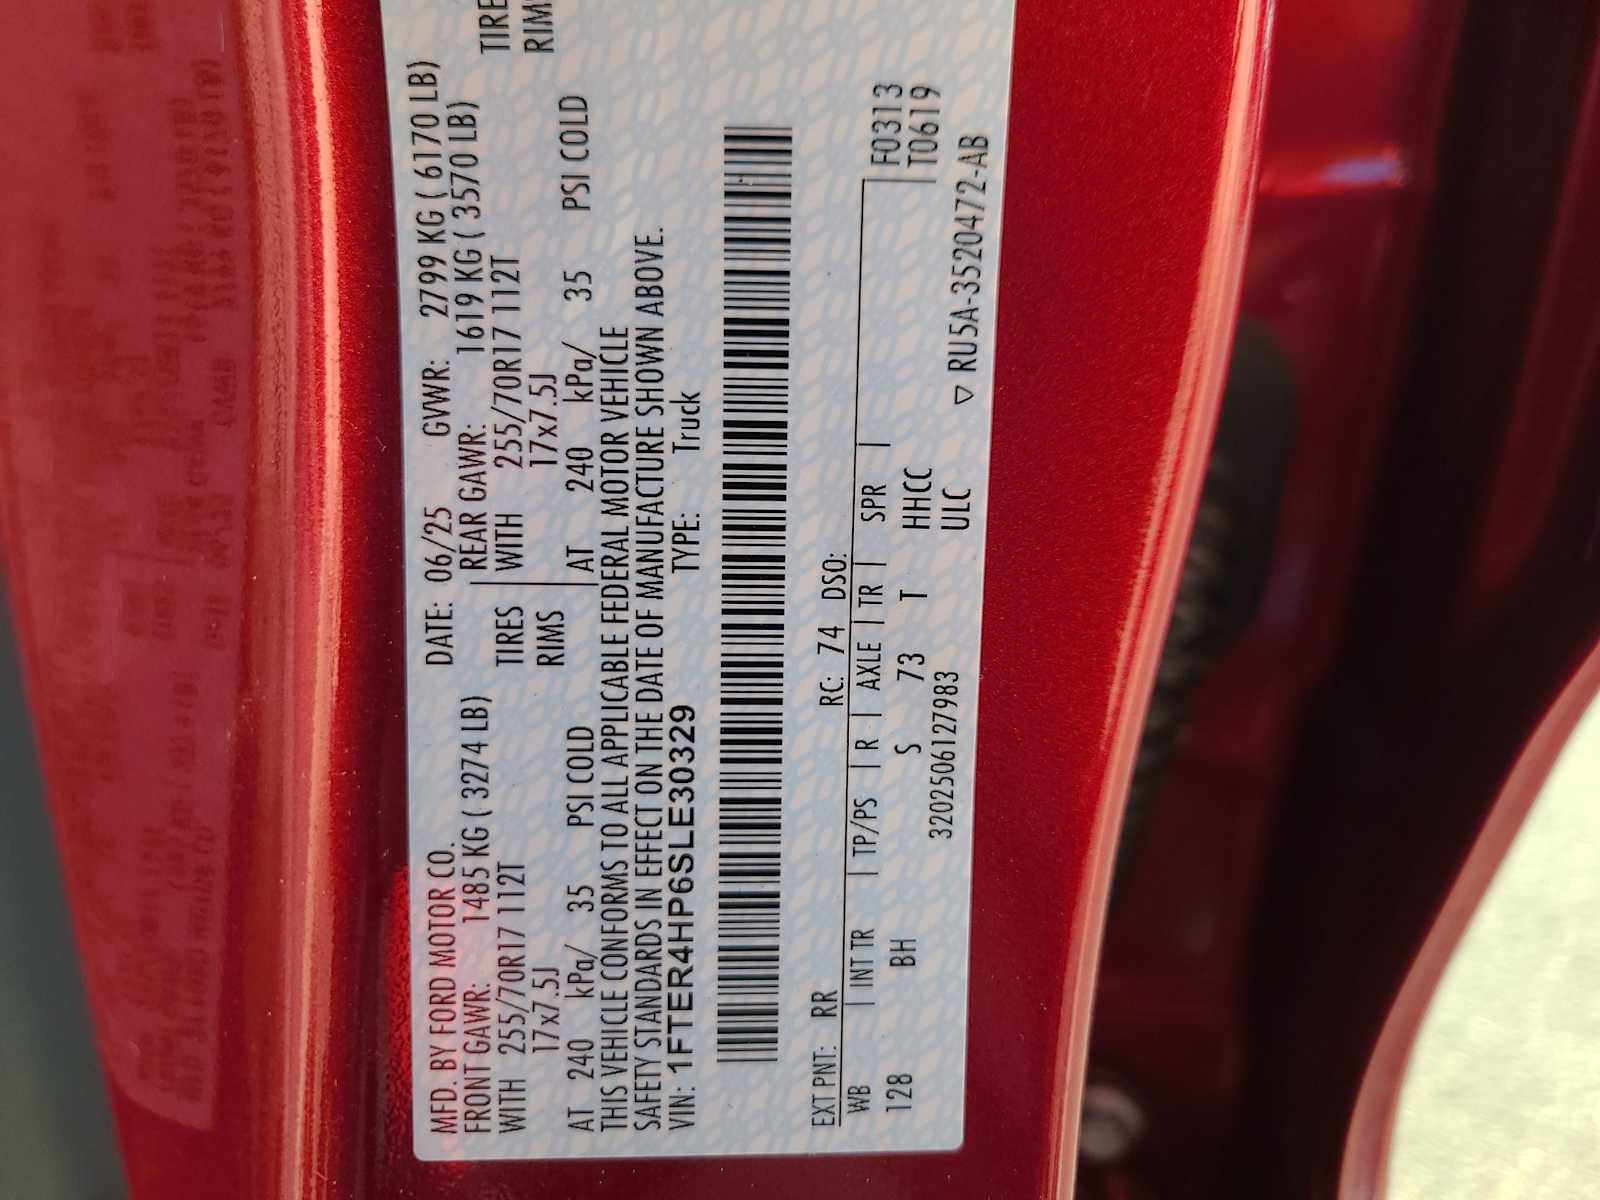 MFD. BY FORD MOTOR CO. DATE: 06/25 GVWR: 2799 KG ( 6170 LB)
FRONT GAWR: 1485 KG ( 3274 LB) REAR GAWR: 1619 KG ( 3570 LB)
WITH 255/70R17 112T TIRES WITH 255/70R17 112T TIRE
17x7.5J RIMS 17x7.5J RIM
AT 240 kPa/ 35 PSI COLD AT 240 kPa/ 35 PSI COLD
THIS VEHICLE CONFORMS TO ALL APPLICABLE FEDERAL MOTOR VEHICLE
SAFETY STANDARDS IN EFFECT ON THE DATE OF MANUFACTURE SHOWN ABOVE.
VIN: 1FTER4HP6SLE30329 TYPE: Truck
EXT PNT: RR RC: 74 DSO:
WB | INT TR | TP/PS | R | AXLE | TR | SPR | F0313
128 BH S 73 T HHCC T0619
3202506127983 ULC
▽ RU5A-3520472-AB